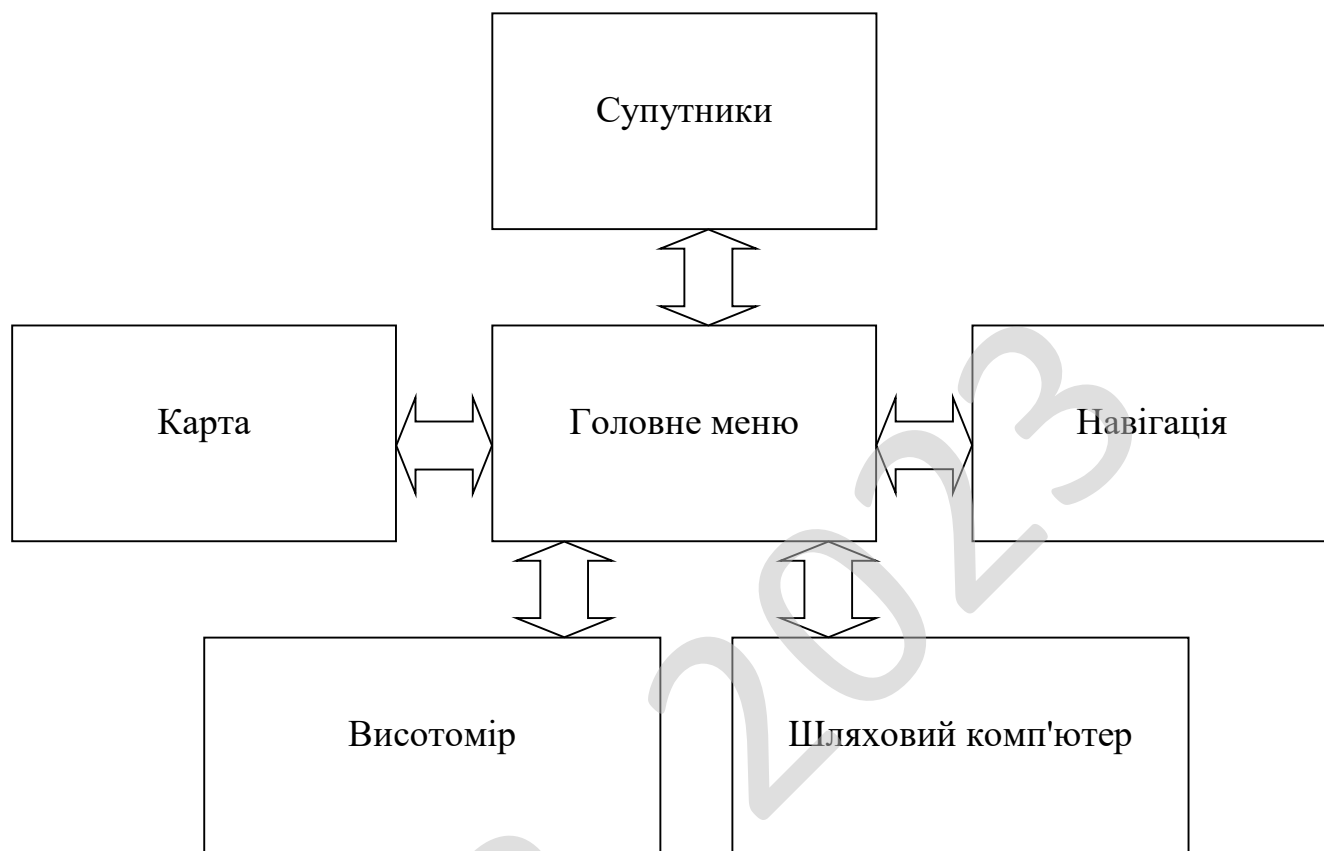 Супутники
Карта
Головне меню
Навігація
Висотомір
Шляховий комп'ютер
2023